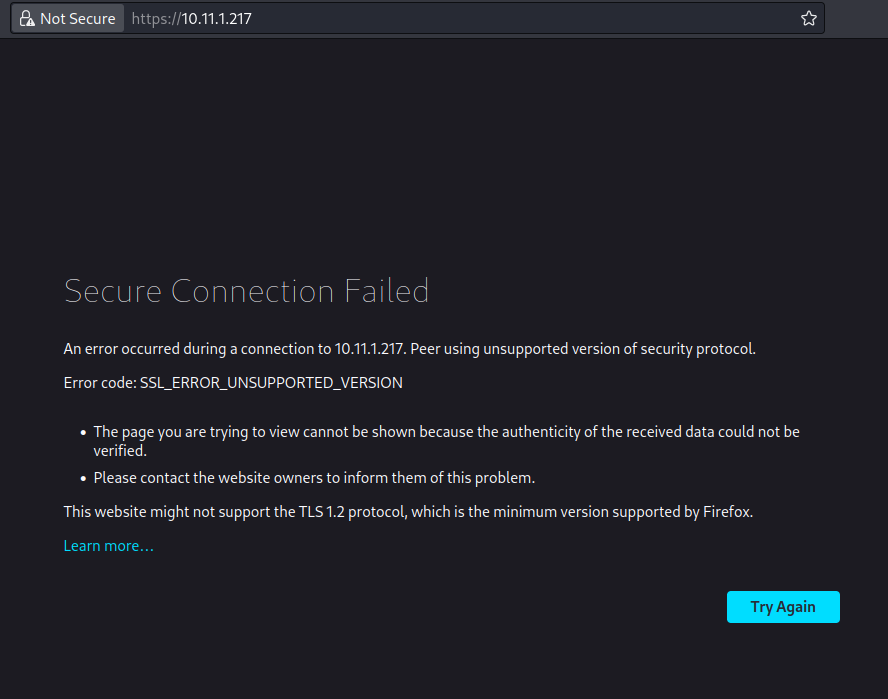 Not Secure https://10.11.1.217
Secure Connection Failed
An error occurred during a connection to 10.11.1.217. Peer using unsupported version of security protocol.
Error code: SSL_ERROR_UNSUPPORTED_VERSION
• The page you are trying to view cannot be shown because the authenticity of the received data could not be
verified.
• Please contact the website owners to inform them of this problem.
This website might not support the TLS 1.2 protocol, which is the minimum version supported by Firefox.
Learn more…
Try Again